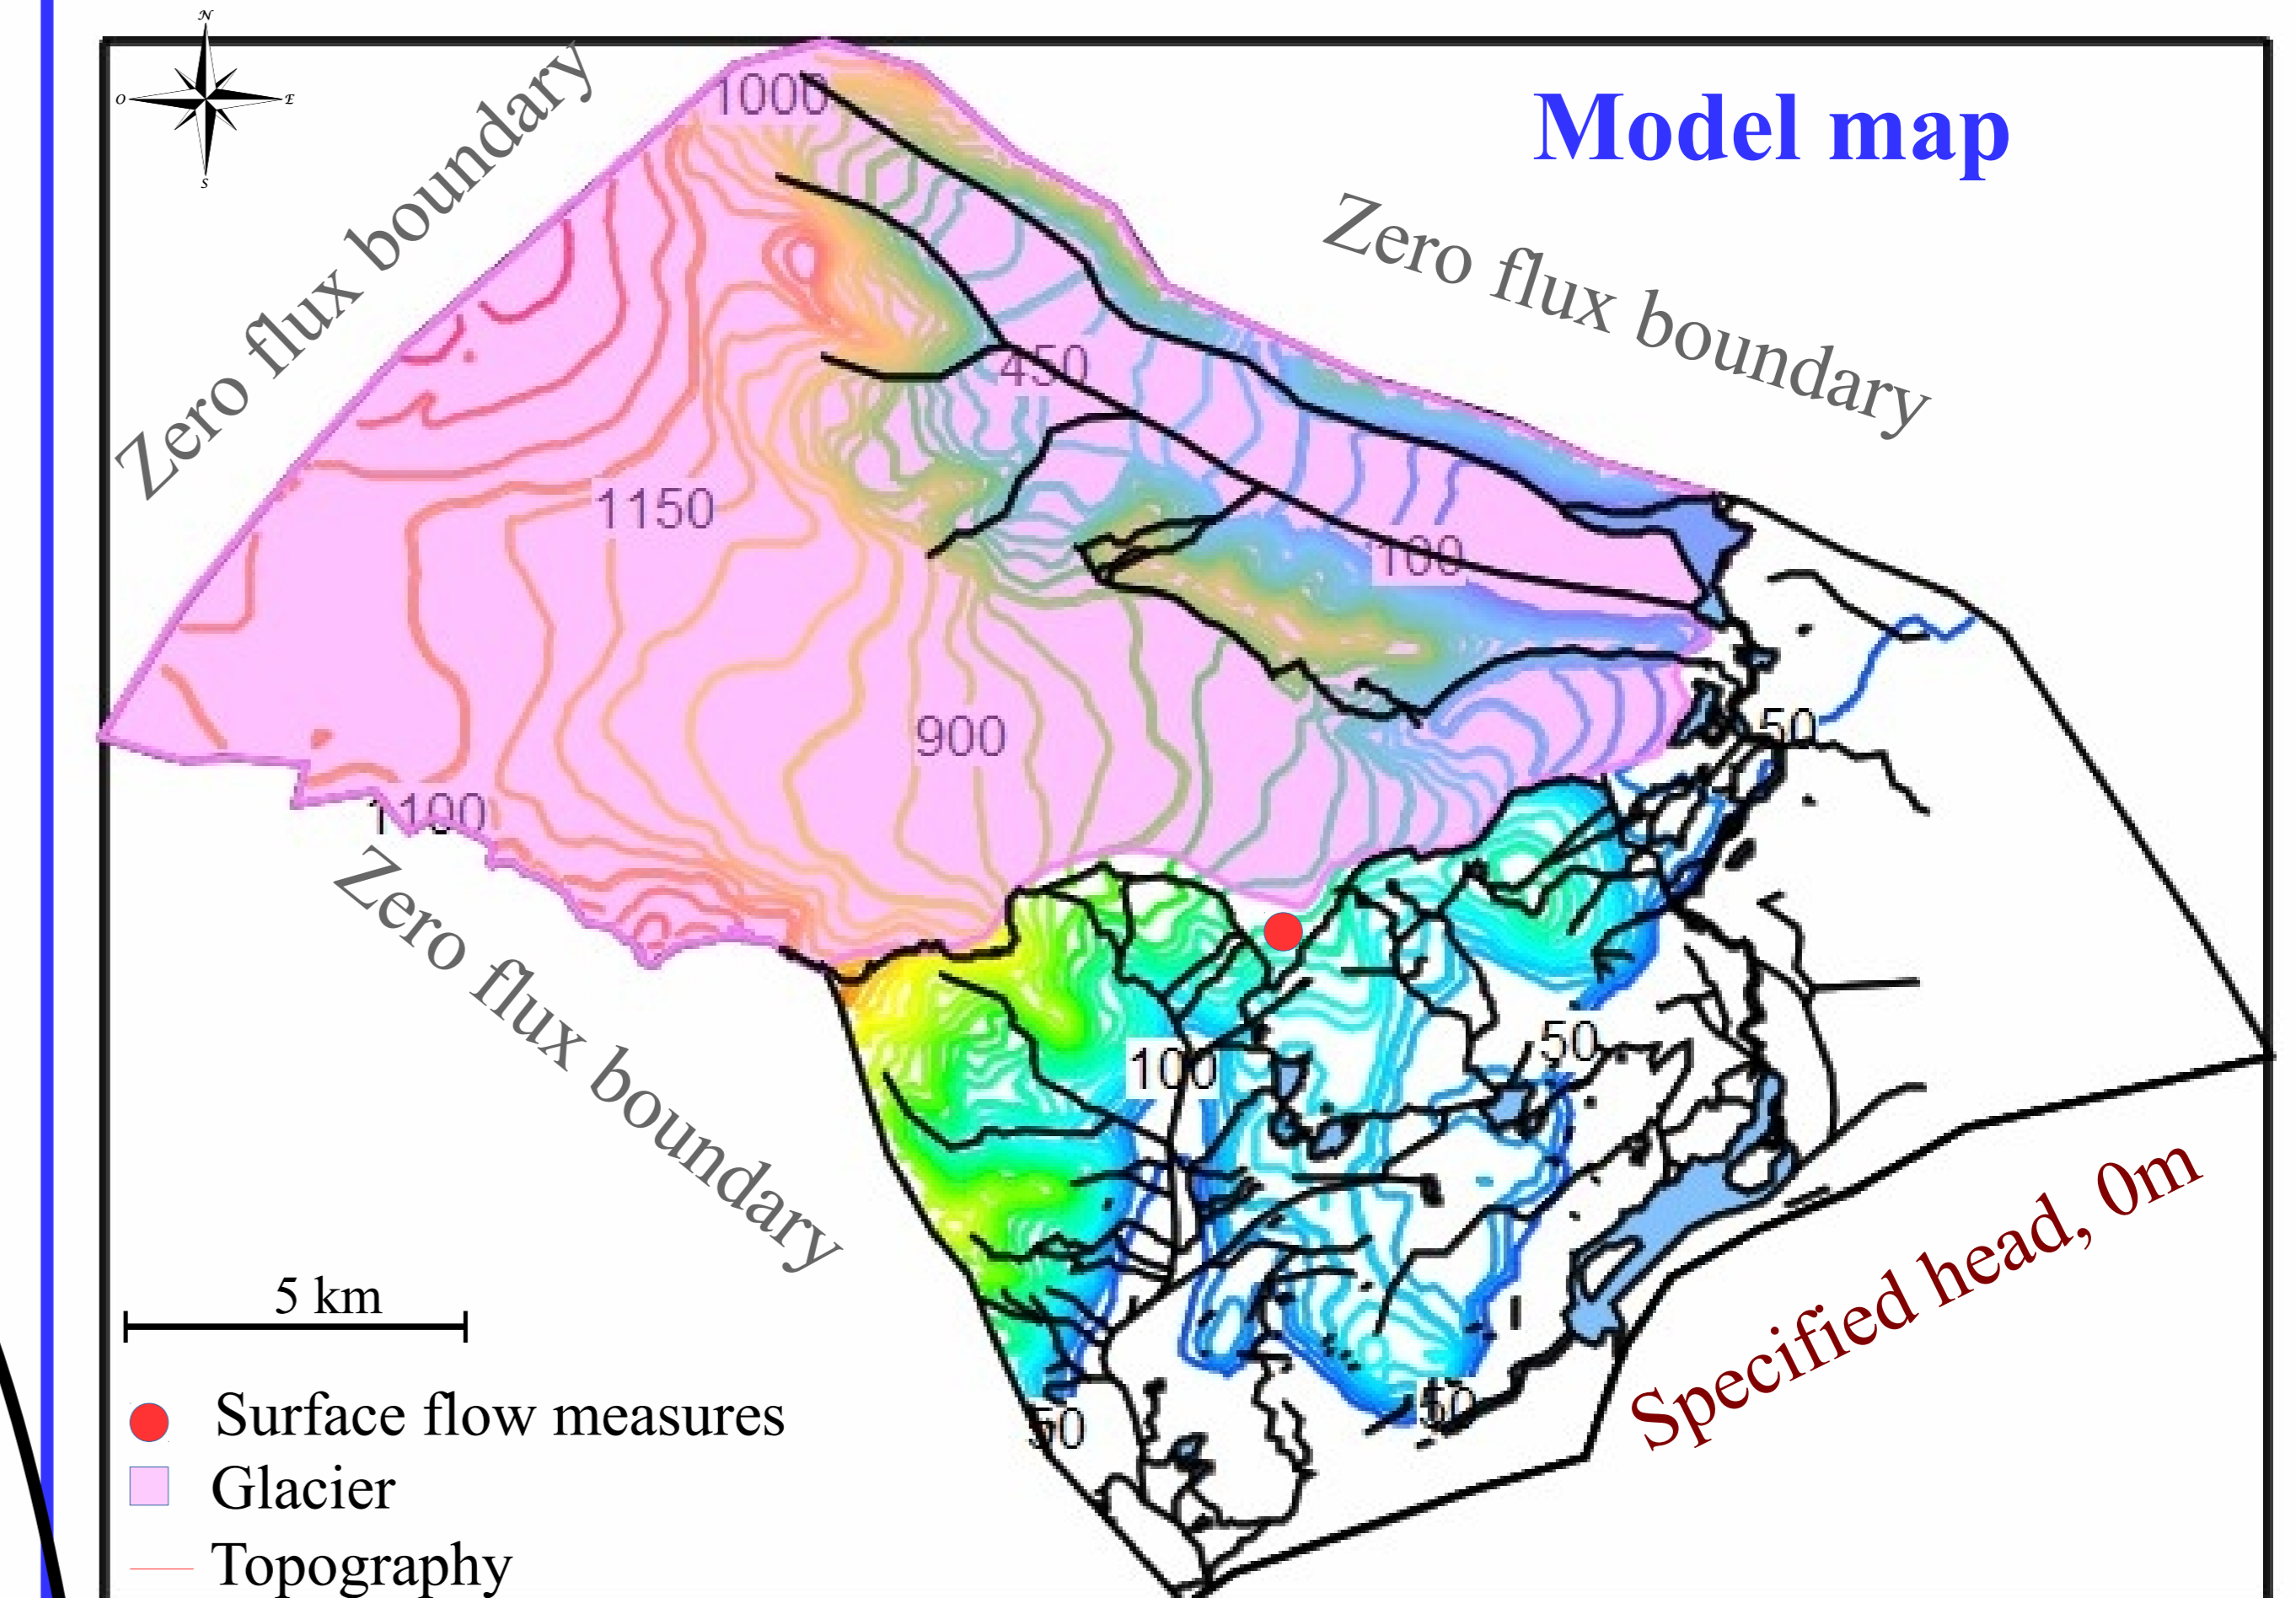 N
O
E
S
Model map
Zero flux boundary
Zero flux boundary
1000
450
1150
100
900
50
1100
Zero flux boundary
50
100
Specified head, 0m
50
50
5 km
Surface flow measures
Glacier
Topography